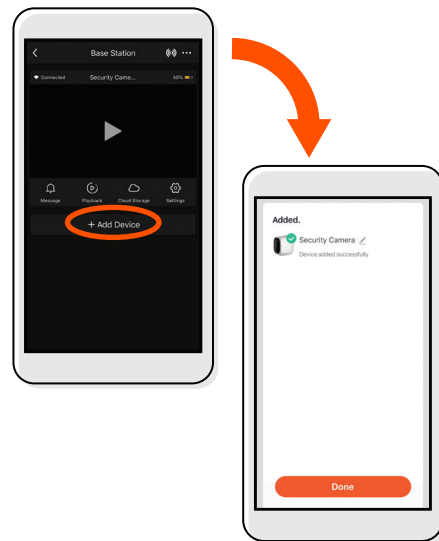 Base Station
Connected Security Came... 50%
Message Playback Cloud Storage Settings
+ Add Device
Added.
Security Camera
Device added successfully
Done